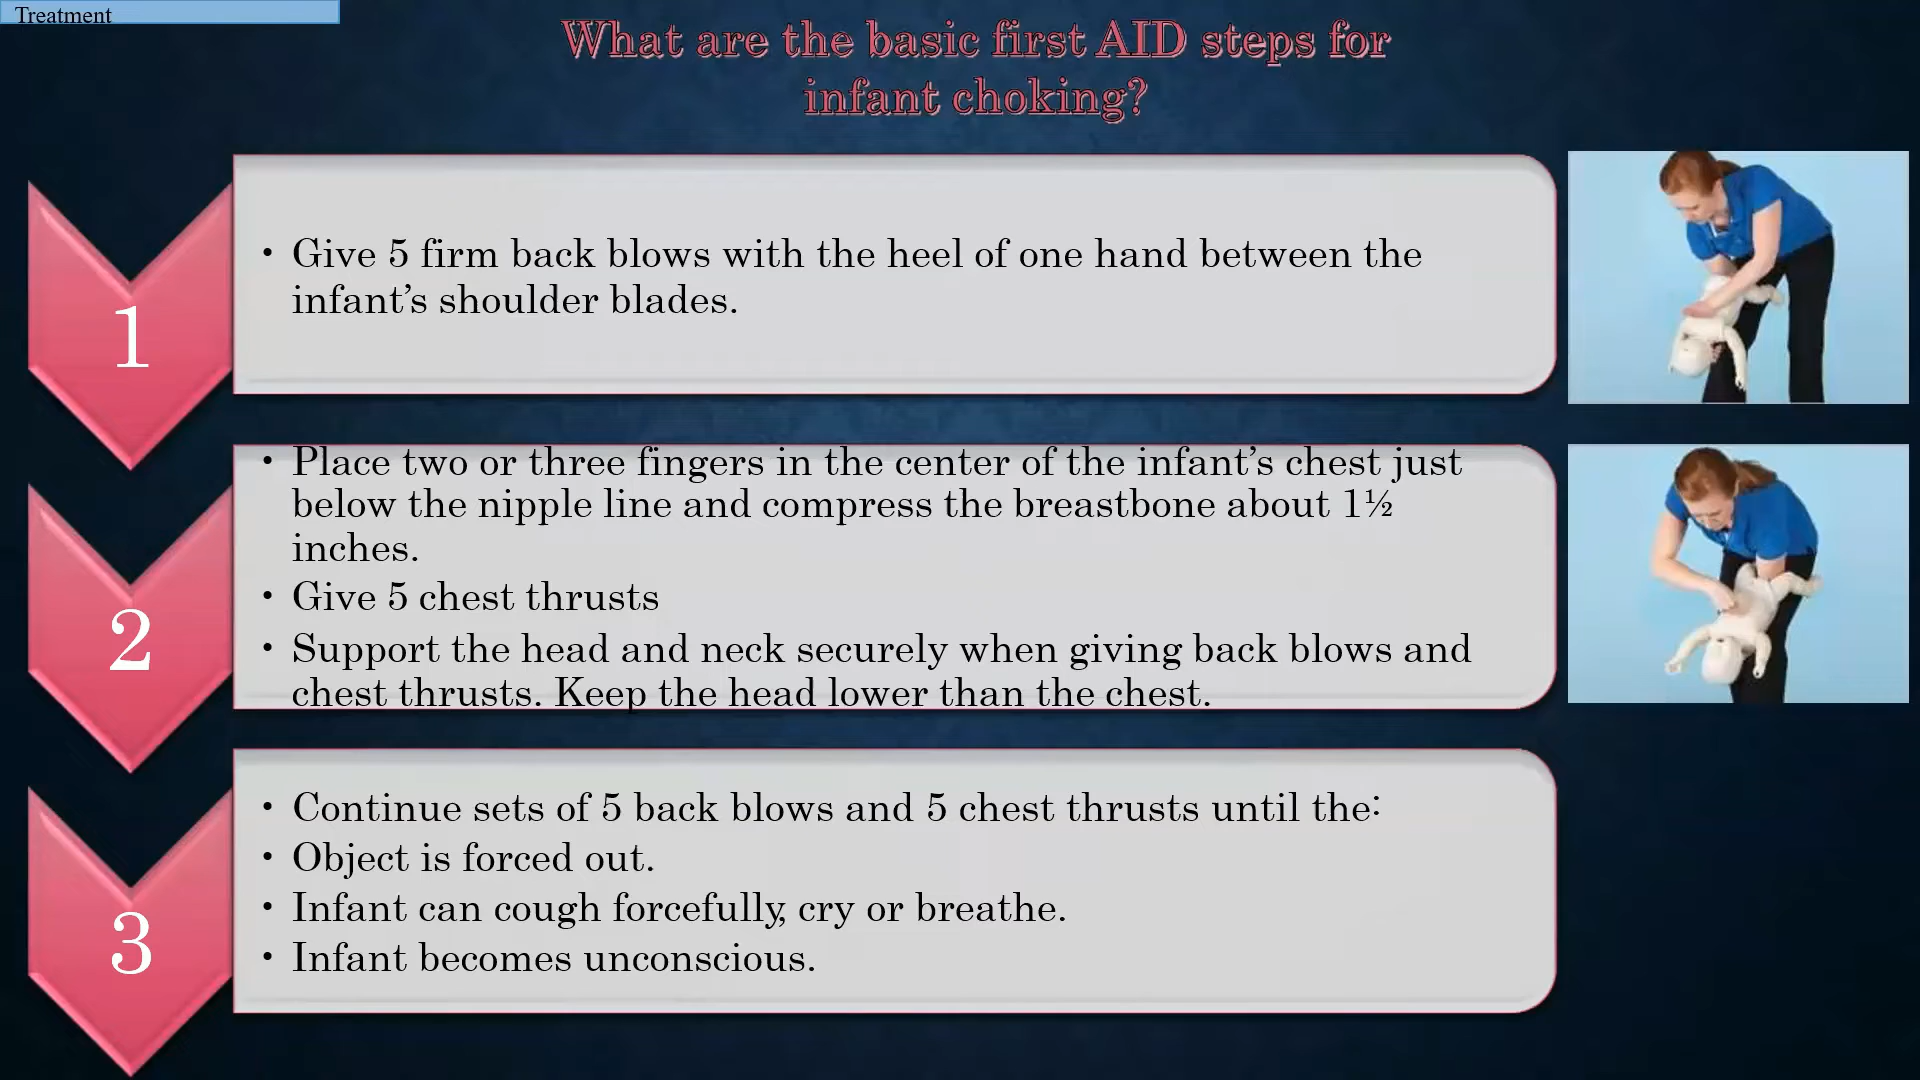 Treatment
What are the basic first AID steps for
infant choking?
1
• Give 5 firm back blows with the heel of one hand between the
infant’s shoulder blades.
2
• Place two or three fingers in the center of the infant’s chest just
below the nipple line and compress the breastbone about 1½
inches.
• Give 5 chest thrusts
• Support the head and neck securely when giving back blows and
chest thrusts. Keep the head lower than the chest.
3
• Continue sets of 5 back blows and 5 chest thrusts until the:
• Object is forced out.
• Infant can cough forcefully, cry or breathe.
• Infant becomes unconscious.